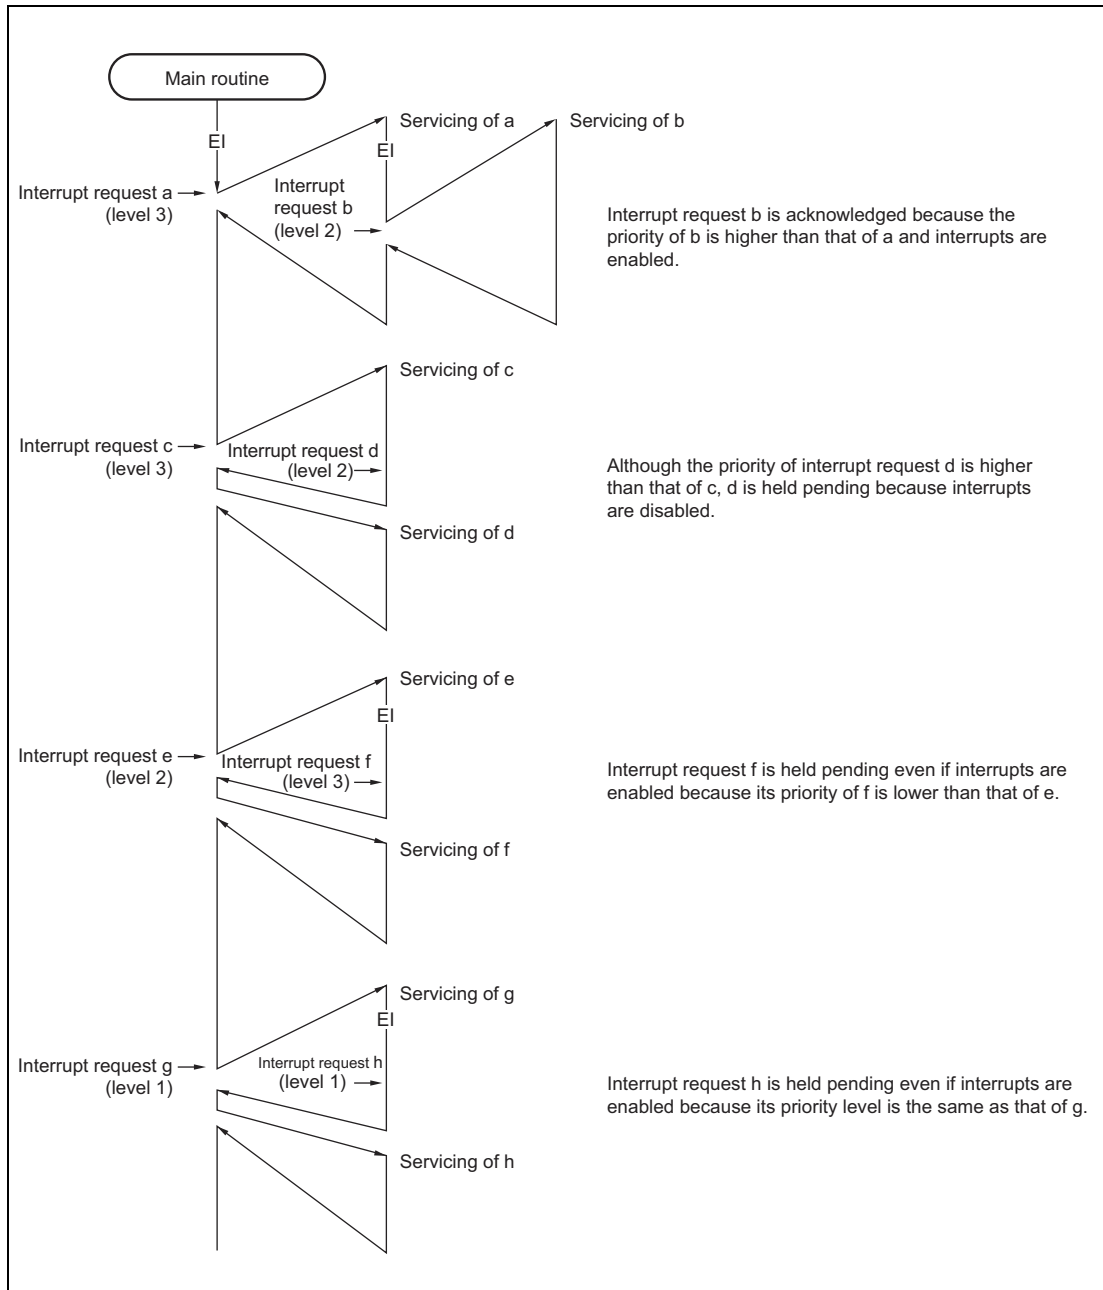 Main routine
EI
Servicing of a
Servicing of b
EI
Interrupt request a
(level 3)
Interrupt
request b
(level 2)
Interrupt request b is acknowledged because the
priority of b is higher than that of a and interrupts are
enabled.
Servicing of c
Interrupt request c
(level 3)
Interrupt request d
(level 2)
Although the priority of interrupt request d is higher
than that of c, d is held pending because interrupts
are disabled.
Servicing of d
Servicing of e
EI
Interrupt request e
(level 2)
Interrupt request f
(level 3)
Interrupt request f is held pending even if interrupts are
enabled because its priority of f is lower than that of e.
Servicing of f
Servicing of g
EI
Interrupt request g
(level 1)
Interrupt request h
(level 1)
Interrupt request h is held pending even if interrupts are
enabled because its priority level is the same as that of g.
Servicing of h